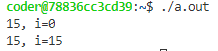 coder@78836cc3cd39:~$ ./a.out
15, i=0
15, i=15